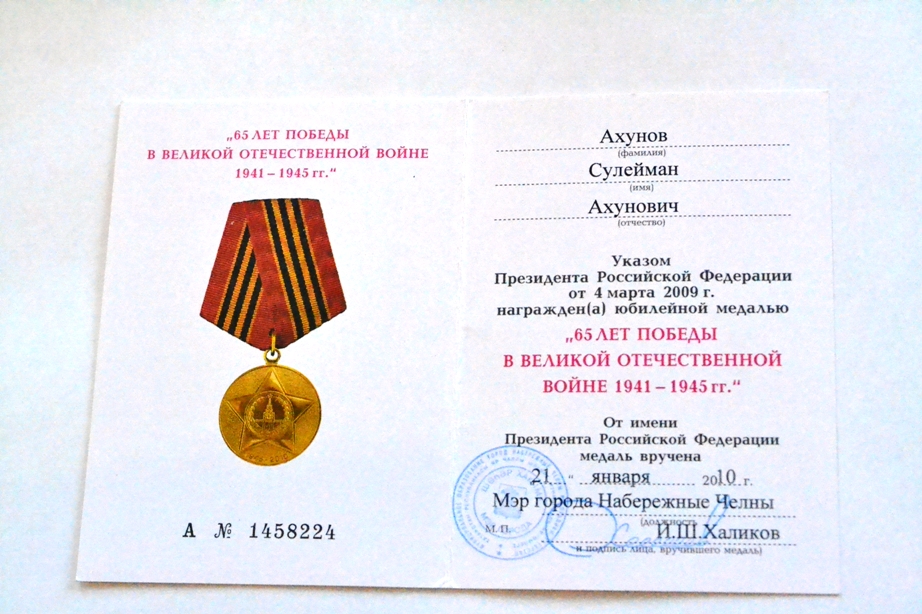 „65 ЛЕТ ПОБЕДЫ
В ВЕЛИКОЙ ОТЕЧЕСТВЕННОЙ ВОЙНЕ
1941 – 1945 гг.“
А № 1458224
Ахунов
(фамилия)
Сулейман
(имя)
Ахунович
(отчество)
Указом
Президента Российской Федерации
от 4 марта 2009 г.
награжден(а) юбилейной медалью
„65 ЛЕТ ПОБЕДЫ
В ВЕЛИКОЙ ОТЕЧЕСТВЕННОЙ
ВОЙНЕ 1941 – 1945 гг.“
От имени
Президента Российской Федерации
медаль вручена
„21 “ января 2010 г.
Мэр города Набережные Челны
(должность
М.П. И.Ш.Халиков
и подпись лица, вручившего медаль)